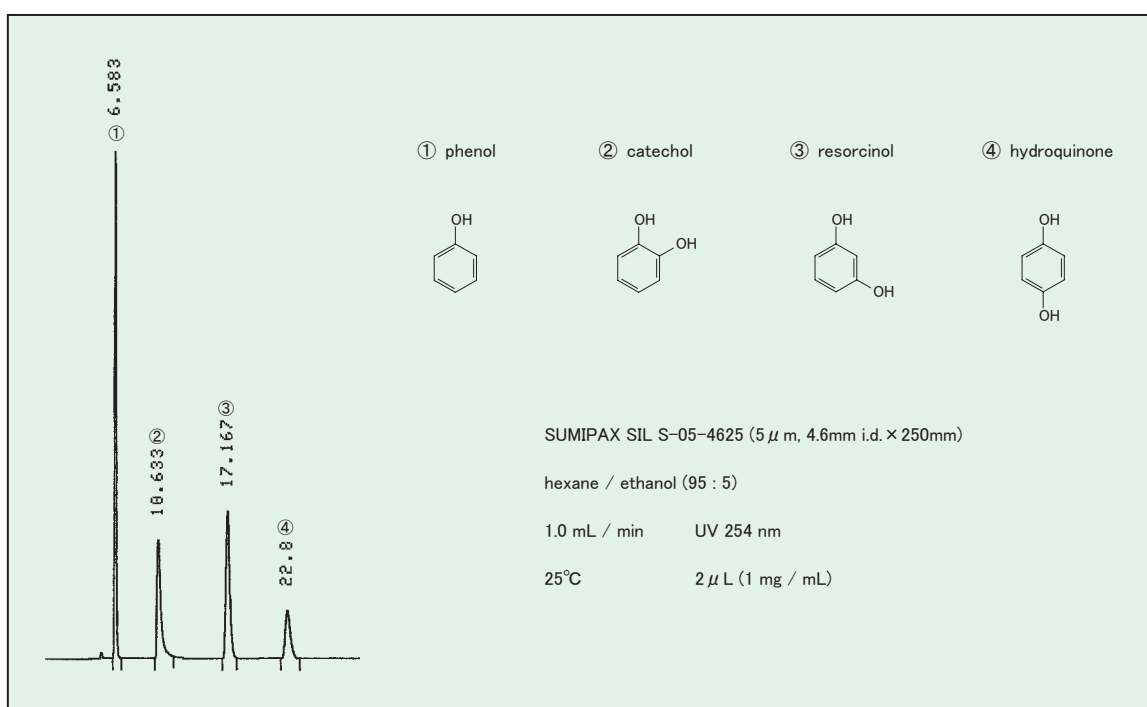 ① 6.583
② 10.633
③ 17.167
④ 22.8
① phenol
② catechol
③ resorcinol
④ hydroquinone
OH
OH
OH
OH
OH
OH
OH
SUMIPAX SIL S-05-4625 (5 μm, 4.6mm i.d.×250mm)
hexane / ethanol (95 : 5)
1.0 mL / min UV 254 nm
25℃ 2 μL (1 mg / mL)